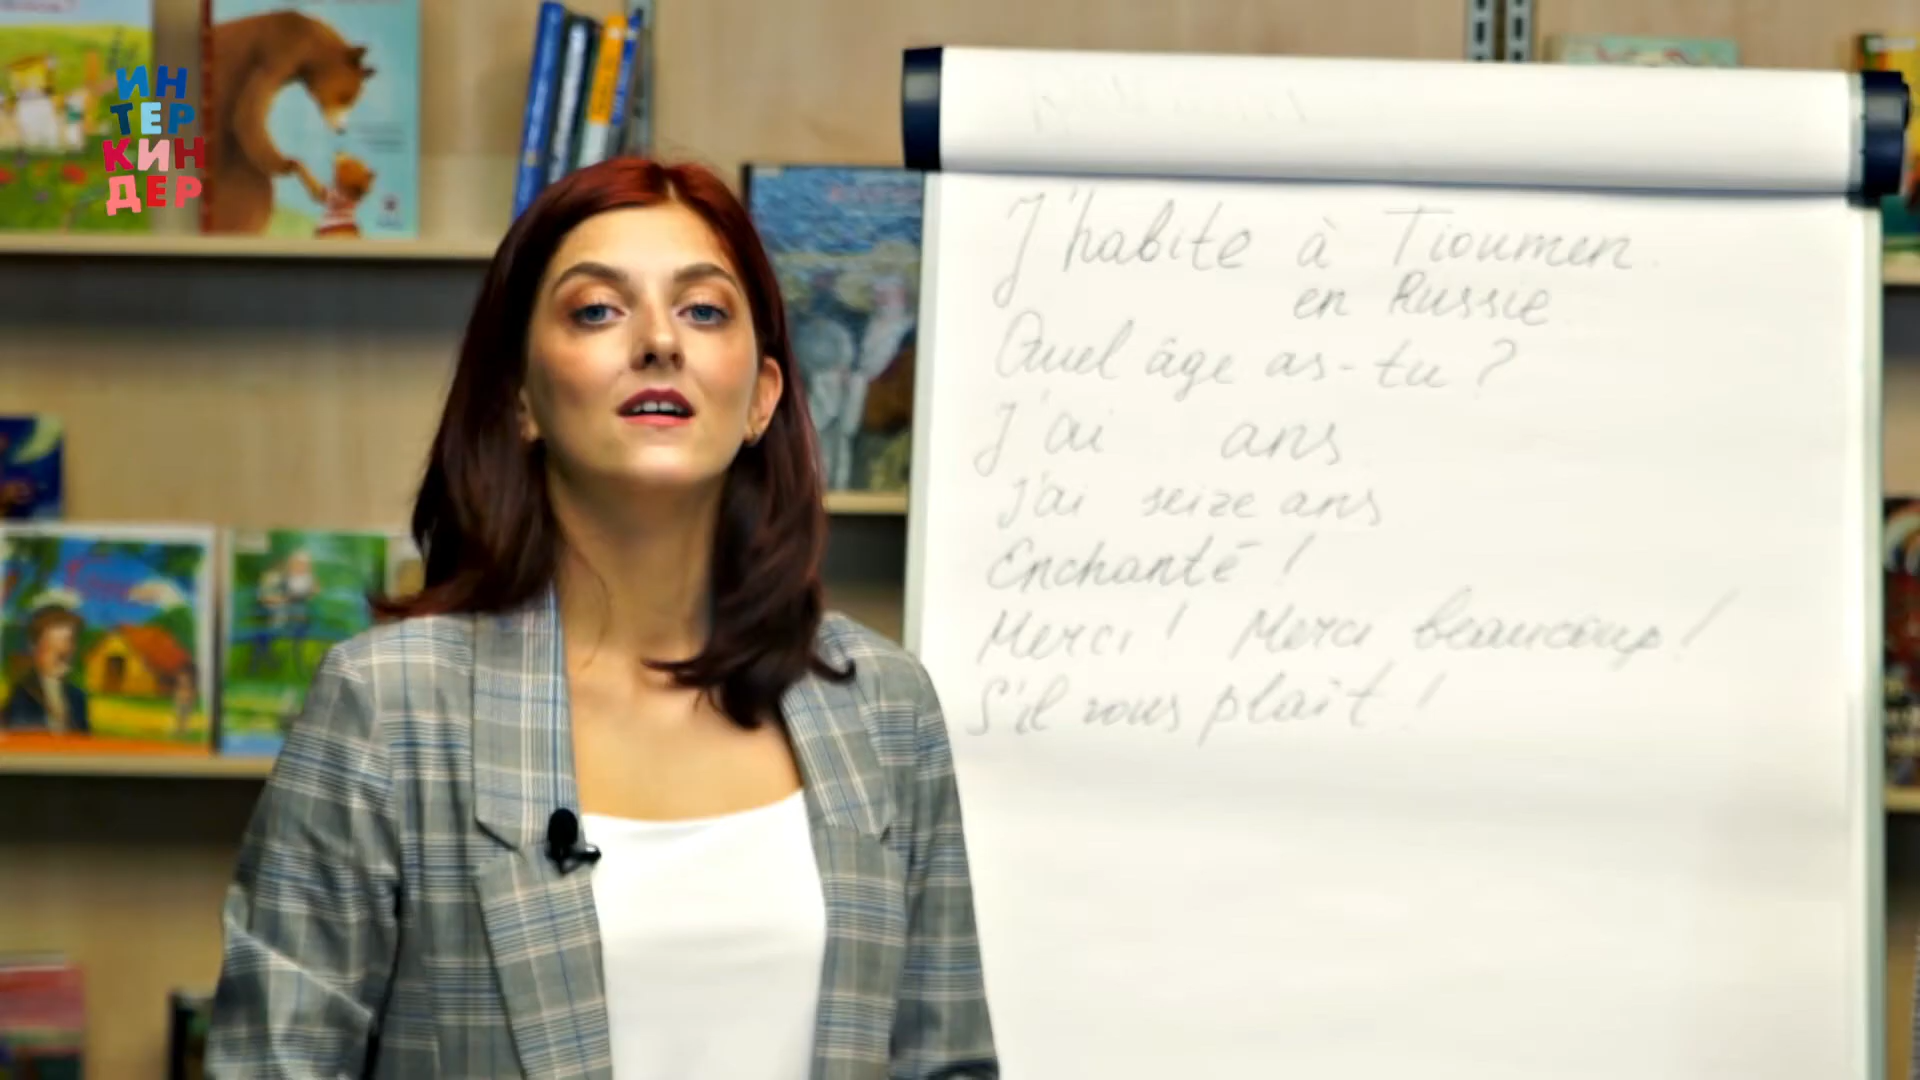 ИН
ТЕР
КИН
ДЕР
J'habite à Tioumen
en Russie
Quel âge as-tu ?
J'ai ans
J'ai seize ans
Enchanté !
Merci ! Merci beaucoup !
S'il vous plaît !